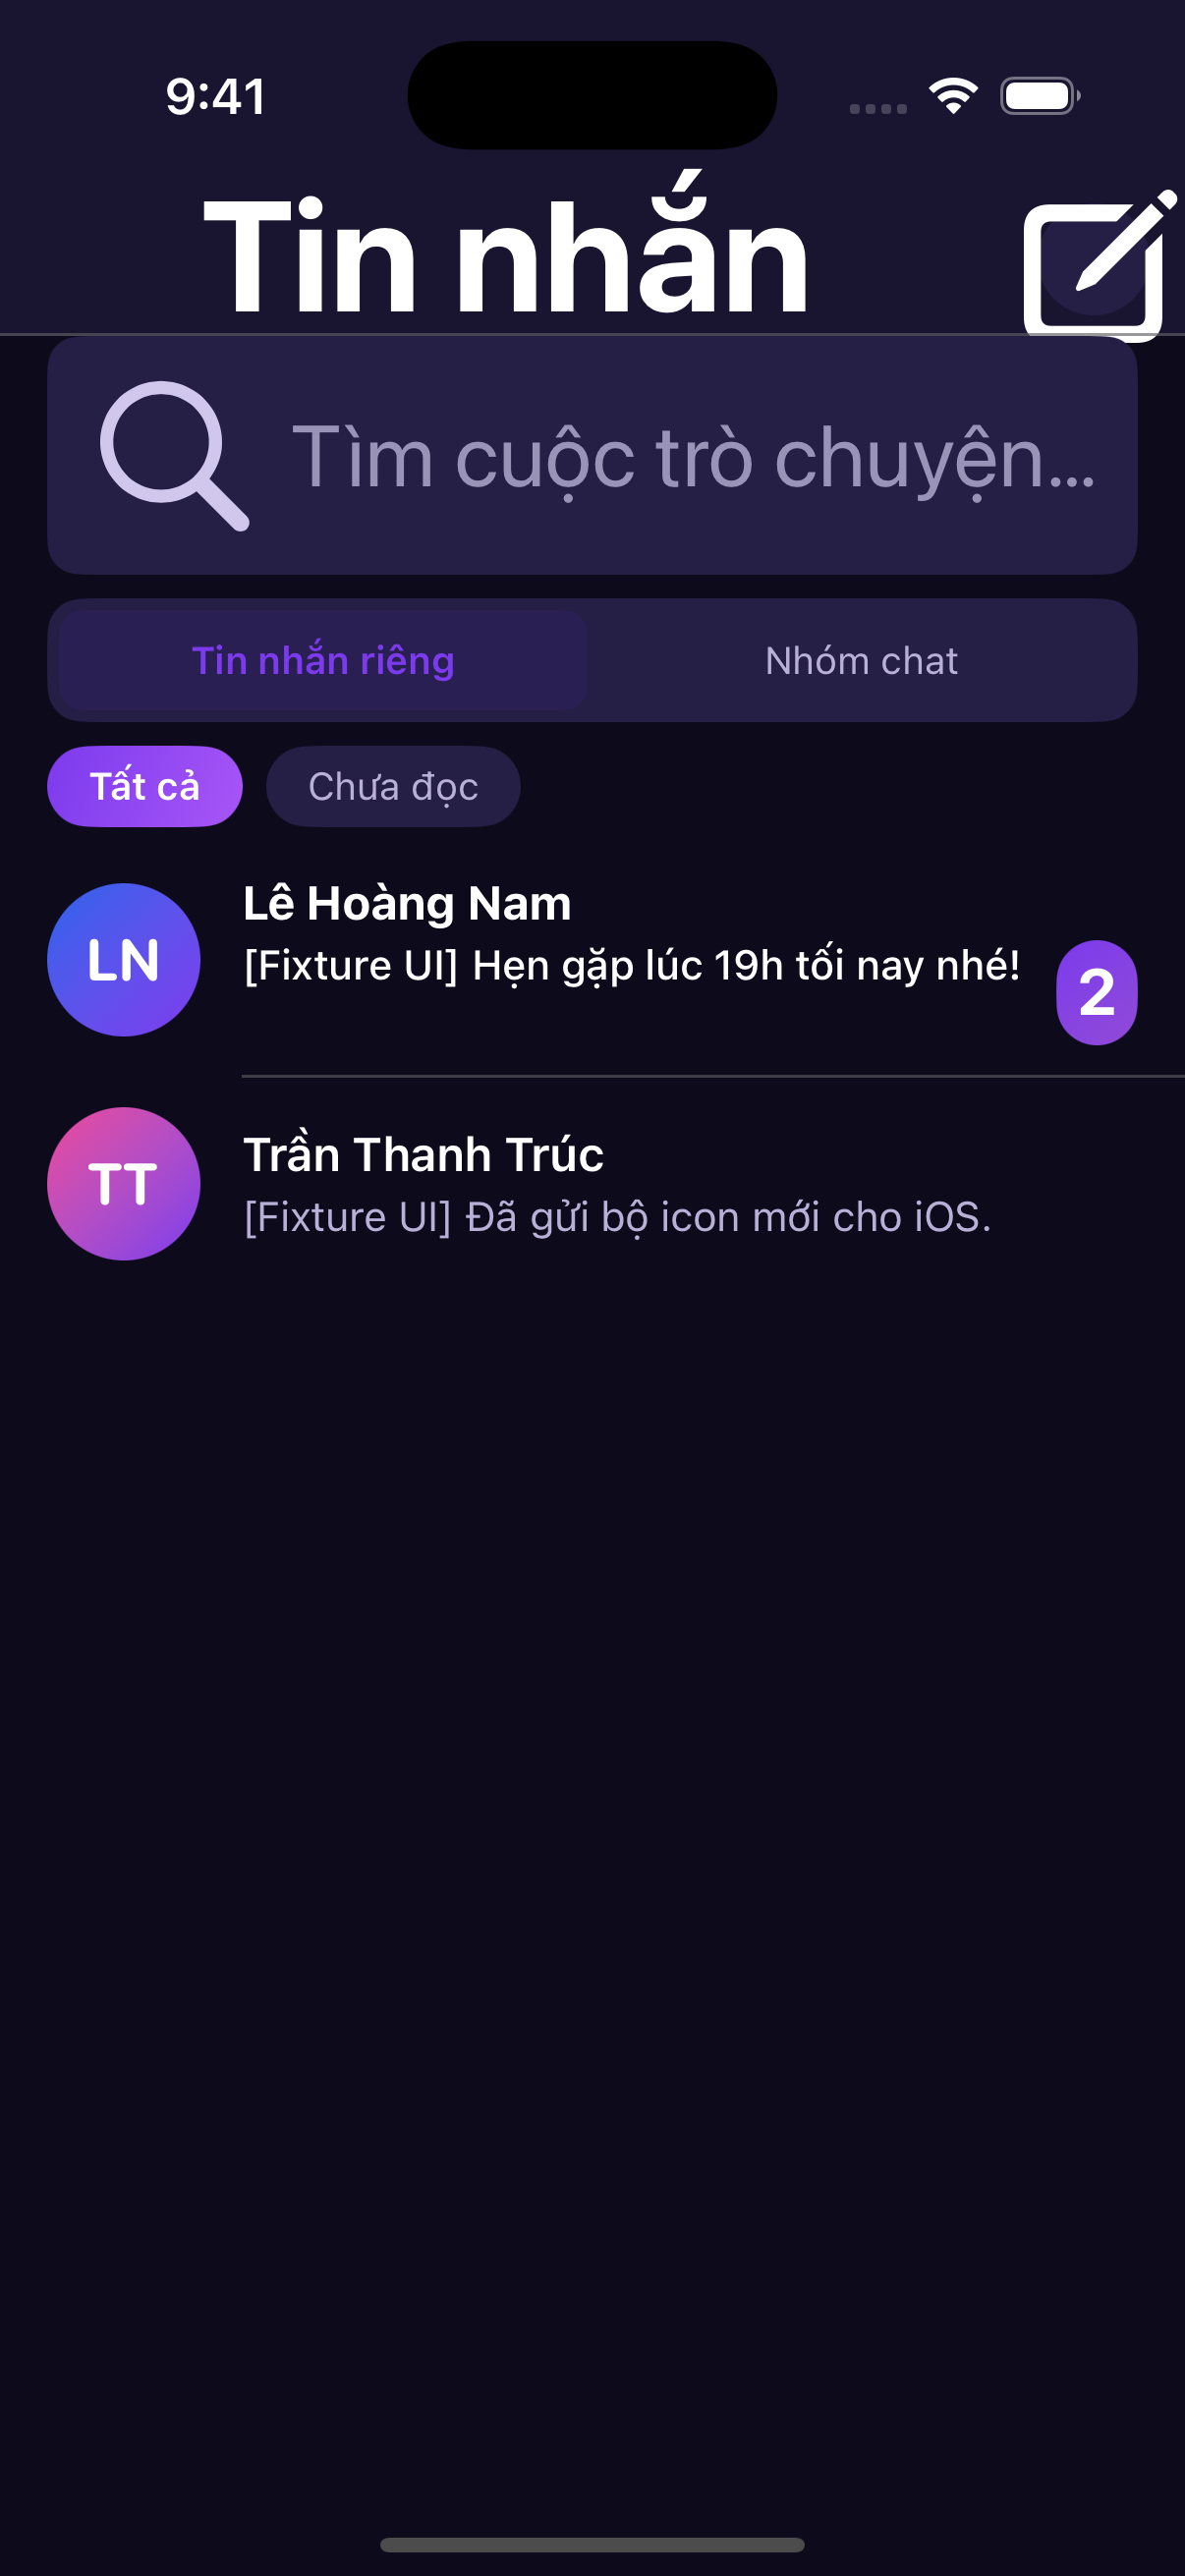 9:41
Tin nhắn
Tìm cuộc trò chuyện...
Tin nhắn riêng
Nhóm chat
Tất cả
Chưa đọc
LN
Lê Hoàng Nam
[Fixture UI] Hẹn gặp lúc 19h tối nay nhé!
2
TT
Trần Thanh Trúc
[Fixture UI] Đã gửi bộ icon mới cho iOS.